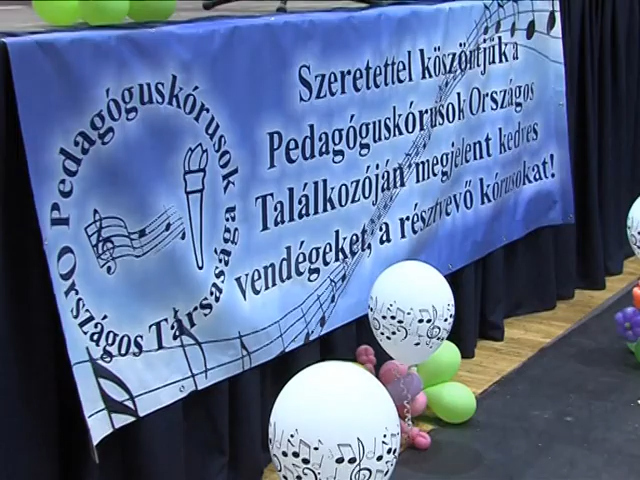 Pedagóguskórusok Országos Társasága
Szeretettel köszöntjük a
Pedagóguskórusok Országos
Találkozóján megjelent kedves
vendégeket, a résztvevő kórusokat!